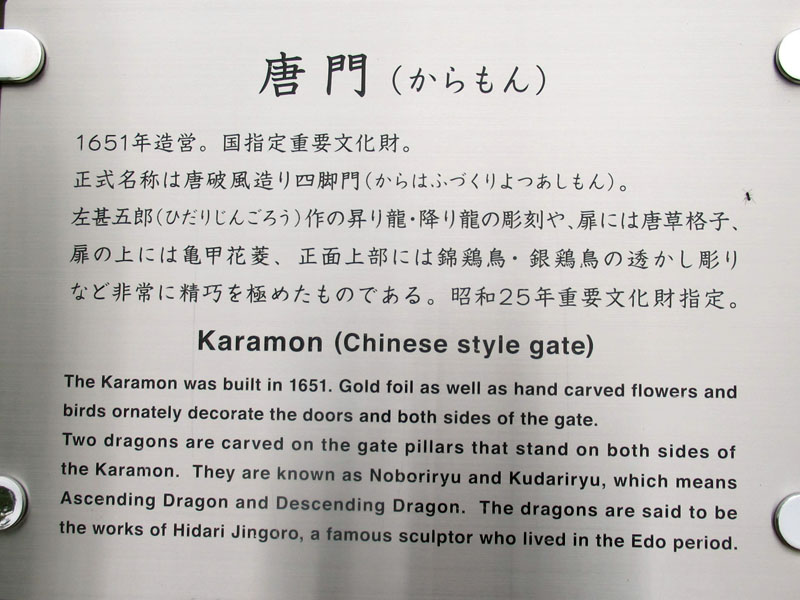 唐門(からもん)
1651年造営。国指定重要文化財。
正式名称は唐破風造り四脚門(からはふづくりよつあしもん)。
左甚五郎(ひだりじんごろう)作の昇り龍・降り龍の彫刻や、扉には唐草格子、
扉の上には亀甲花菱、正面上部には錦鶏鳥・銀鶏鳥の透かし彫り
など非常に精巧を極めたものである。昭和25年重要文化財指定。
Karamon (Chinese style gate)
The Karamon was built in 1651. Gold foil as well as hand carved flowers and
birds ornately decorate the doors and both sides of the gate.
Two dragons are carved on the gate pillars that stand on both sides of
the Karamon. They are known as Noboriryu and Kudariryu, which means
Ascending Dragon and Descending Dragon. The dragons are said to be
the works of Hidari Jingoro, a famous sculptor who lived in the Edo period.